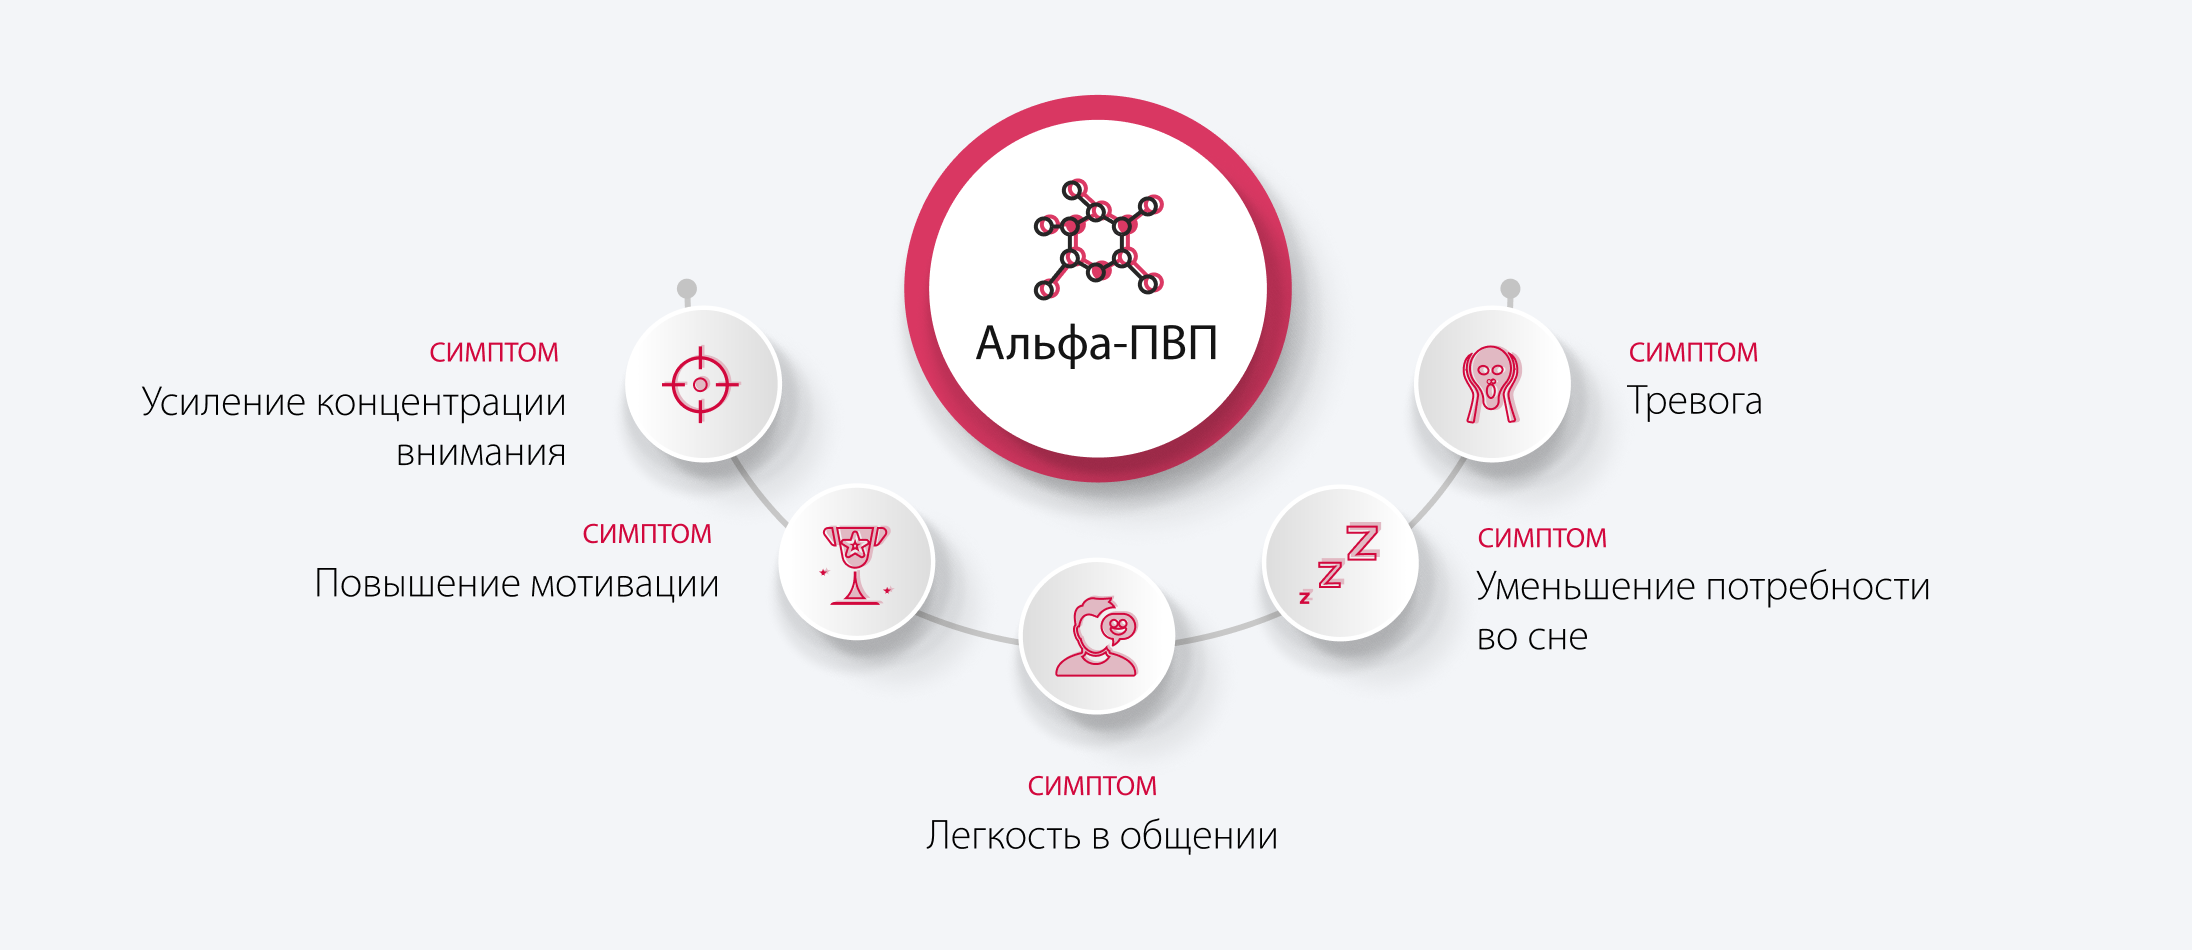 Альфа-ПВП
СИМПТОМ
Усиление концентрации
внимания
СИМПТОМ
Повышение мотивации
СИМПТОМ
Легкость в общении
СИМПТОМ
Уменьшение потребности
во сне
СИМПТОМ
Тревога